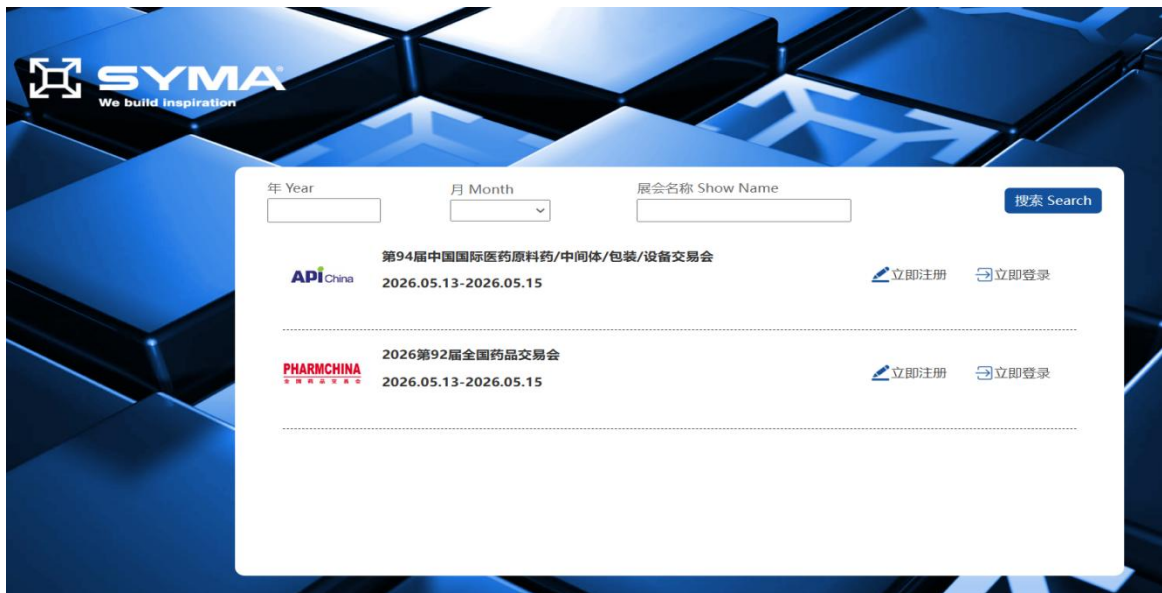 SYMA
We build inspiration
年 Year
月 Month
展会名称 Show Name
搜索 Search
API China
第94届中国国际医药原料药/中间体/包装/设备交易会
2026.05.13-2026.05.15
立即注册
立即登录
PHARMCHINA
全国药品交易会
2026第92届全国药品交易会
2026.05.13-2026.05.15
立即注册
立即登录